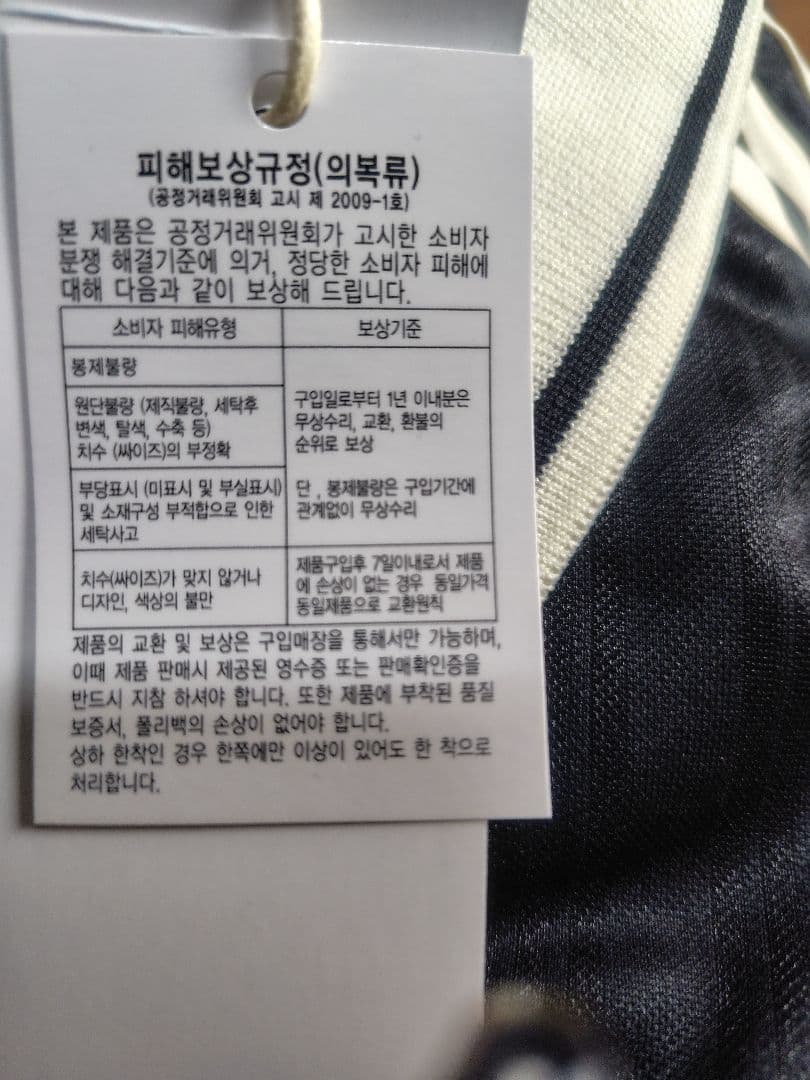 피해보상규정(의복류)
(공정거래위원회 고시 제 2009-1호)
본 제품은 공정거래위원회가 고시한 소비자
분쟁 해결기준에 의거, 정당한 소비자 피해에
대해 다음과 같이 보상해 드립니다.
소비자 피해유형
보상기준
봉제불량
원단불량 (제직불량, 세탁후
변색, 탈색, 수축 등)
치수 (싸이즈)의 부정확
구입일로부터 1년 이내분은
무상수리, 교환, 환불의
순위로 보상
부당표시 (미표시 및 부실표시)
및 소재구성 부적합으로 인한
세탁사고
단, 봉제불량은 구입기간에
관계없이 무상수리
치수(싸이즈)가 맞지 않거나
디자인, 색상의 불만
제품구입후 7일이내로서 제품
에 손상이 없는 경우 동일가격
동일제품으로 교환원칙
제품의 교환 및 보상은 구입매장을 통해서만 가능하며,
이때 제품 판매시 제공된 영수증 또는 판매확인증을
반드시 지참 하셔야 합니다. 또한 제품에 부착된 품질
보증서, 폴리백의 손상이 없어야 합니다.
상하 한착인 경우 한쪽에만 이상이 있어도 한 착으로
처리합니다.